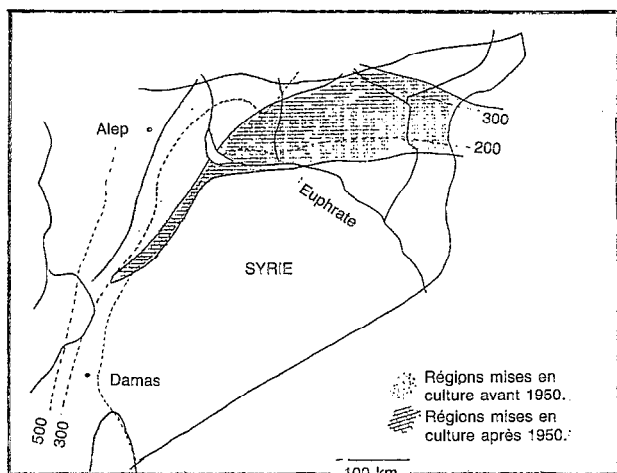 Alep
300
200
Euphrate
SYRIE
Damas
500
300
Régions mises en
culture avant 1950.
Régions mises en
culture après 1950.
100 km